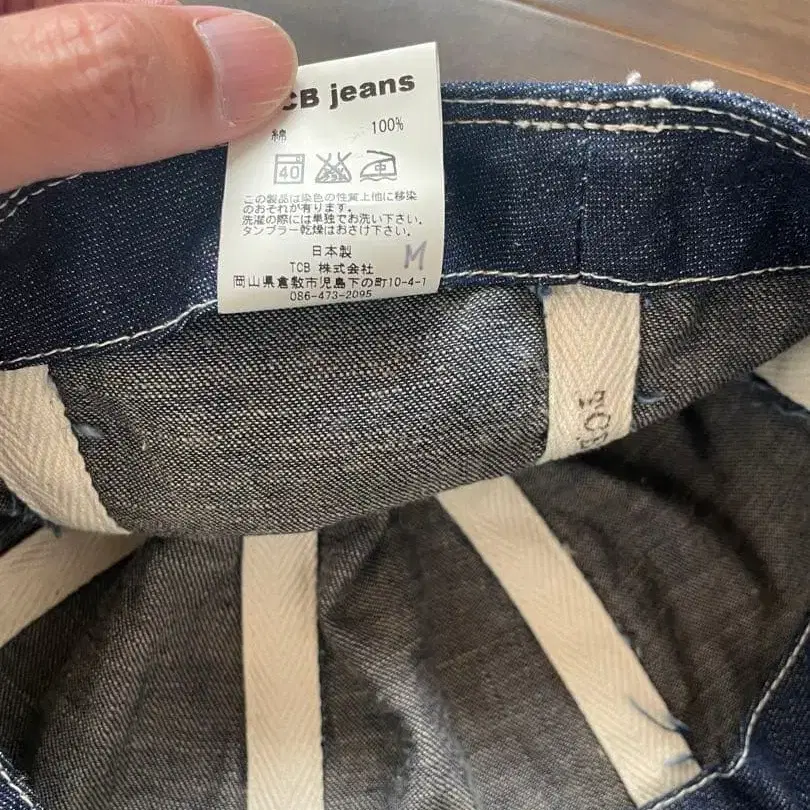 CB jeans
綿 100%
40 中
この製品は染色の性質上他に移染
のおそれが有ります。
洗濯の際には単独でお洗い下さい。
タンブラー乾燥はおさけ下さい。
日本製
M
TCB 株式会社
岡山県倉敷市児島下の町10-4-1
086-473-2095
TCB